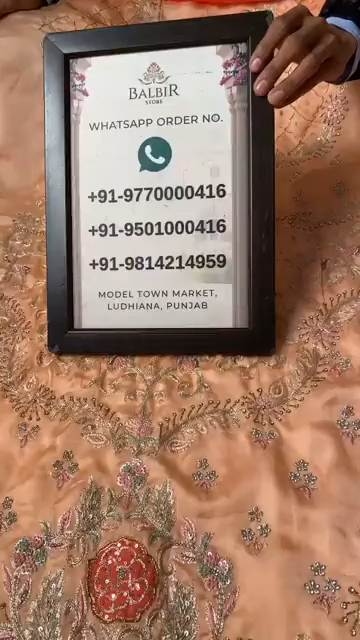 BALBIR
STORE
WHATSAPP ORDER NO.
+91-9770000416
+91-9501000416
+91-9814214959
MODEL TOWN MARKET,
LUDHIANA, PUNJAB